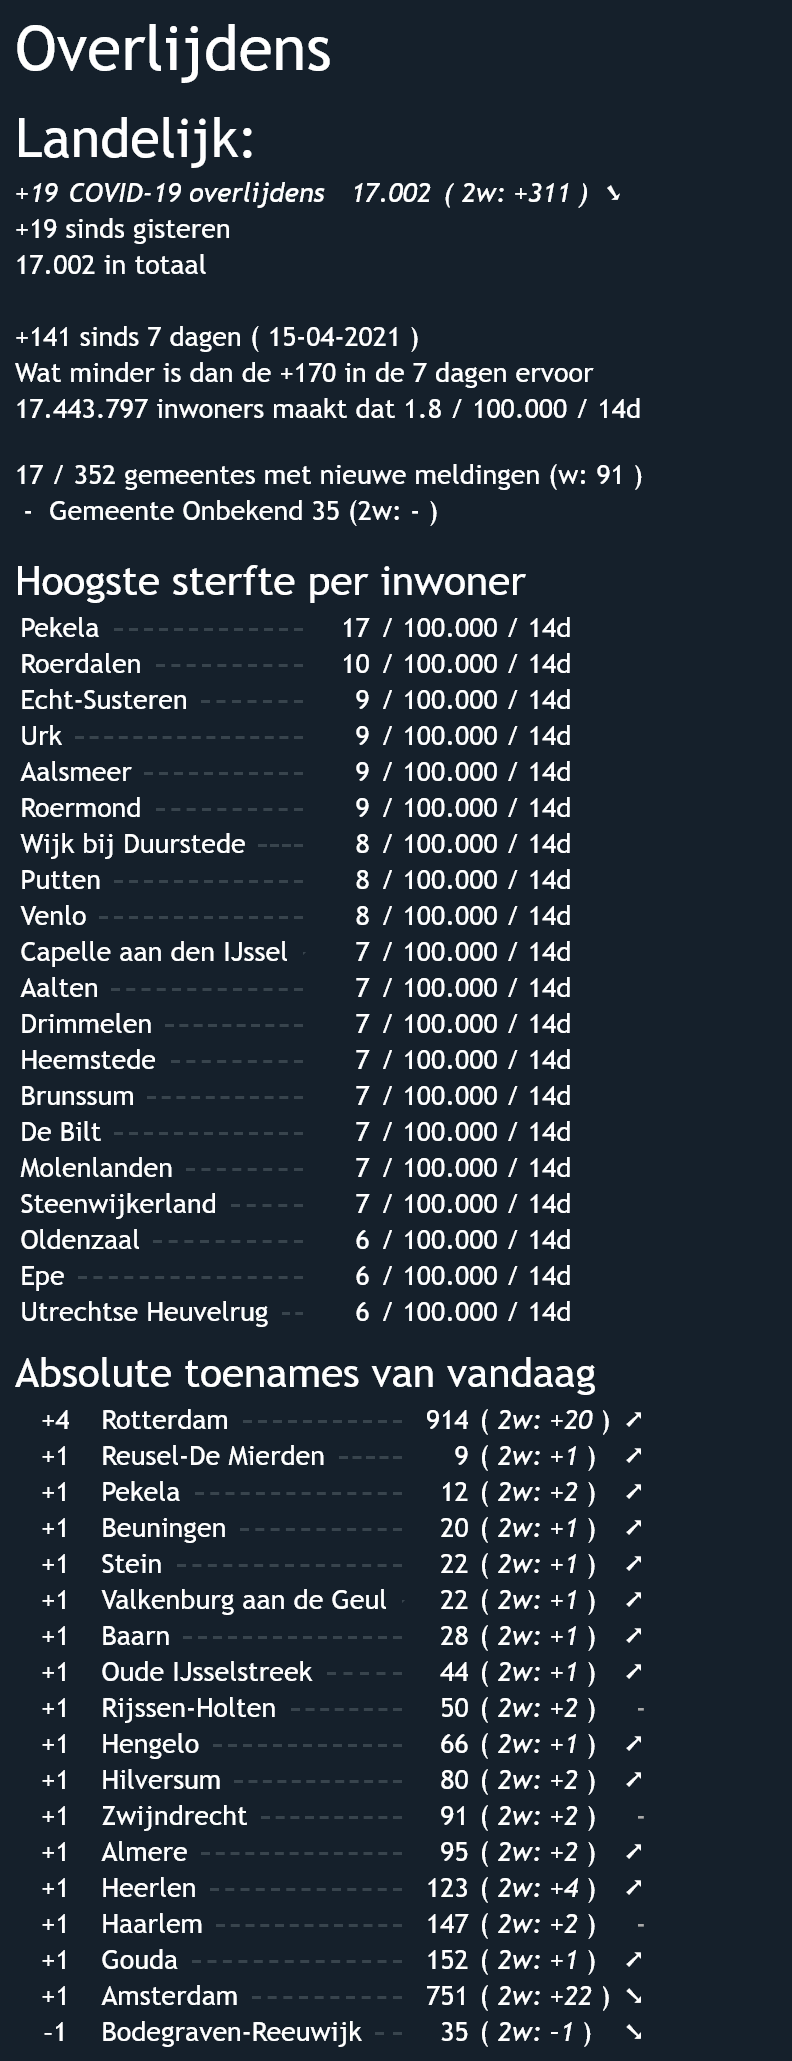 Overlijdens
Landelijk:
+19 COVID-19 overlijdens 17.002 ( 2w: +311 ) ➘
+19 sinds gisteren
17.002 in totaal
+141 sinds 7 dagen ( 15-04-2021 )
Wat minder is dan de +170 in de 7 dagen ervoor
17.443.797 inwoners maakt dat 1.8 / 100.000 / 14d
17 / 352 gemeentes met nieuwe meldingen (w: 91 )
- Gemeente Onbekend 35 (2w: - )
Hoogste sterfte per inwoner
Pekela ------------- 17 / 100.000 / 14d
Roerdalen ---------- 10 / 100.000 / 14d
Echt-Susteren ------- 9 / 100.000 / 14d
Urk ---------------- 9 / 100.000 / 14d
Aalsmeer ----------- 9 / 100.000 / 14d
Roermond ---------- 9 / 100.000 / 14d
Wijk bij Duurstede ---- 8 / 100.000 / 14d
Putten ------------- 8 / 100.000 / 14d
Venlo -------------- 8 / 100.000 / 14d
Capelle aan den IJssel - 7 / 100.000 / 14d
Aalten ------------- 7 / 100.000 / 14d
Drimmelen ---------- 7 / 100.000 / 14d
Heemstede --------- 7 / 100.000 / 14d
Brunssum ----------- 7 / 100.000 / 14d
De Bilt ------------- 7 / 100.000 / 14d
Molenlanden -------- 7 / 100.000 / 14d
Steenwijkerland ----- 7 / 100.000 / 14d
Oldenzaal ---------- 6 / 100.000 / 14d
Epe ---------------- 6 / 100.000 / 14d
Utrechtse Heuvelrug -- 6 / 100.000 / 14d
Absolute toenames van vandaag
+4 Rotterdam ----------- 914 ( 2w: +20 ) ➚
+1 Reusel-De Mierden ----- 9 ( 2w: +1 ) ➚
+1 Pekela -------------- 12 ( 2w: +2 ) ➚
+1 Beuningen ----------- 20 ( 2w: +1 ) ➚
+1 Stein ---------------- 22 ( 2w: +1 ) ➚
+1 Valkenburg aan de Geul - 22 ( 2w: +1 ) ➚
+1 Baarn --------------- 28 ( 2w: +1 ) ➚
+1 Oude IJsselstreek ----- 44 ( 2w: +1 ) ➚
+1 Rijssen-Holten -------- 50 ( 2w: +2 ) -
+1 Hengelo ------------- 66 ( 2w: +1 ) ➚
+1 Hilversum ------------ 80 ( 2w: +2 ) ➚
+1 Zwijndrecht ---------- 91 ( 2w: +2 ) -
+1 Almere -------------- 95 ( 2w: +2 ) ➚
+1 Heerlen ------------- 123 ( 2w: +4 ) ➚
+1 Haarlem ------------- 147 ( 2w: +2 ) -
+1 Gouda --------------- 152 ( 2w: +1 ) ➚
+1 Amsterdam ---------- 751 ( 2w: +22 ) ➘
-1 Bodegraven-Reeuwijk -- 35 ( 2w: -1 ) ➘